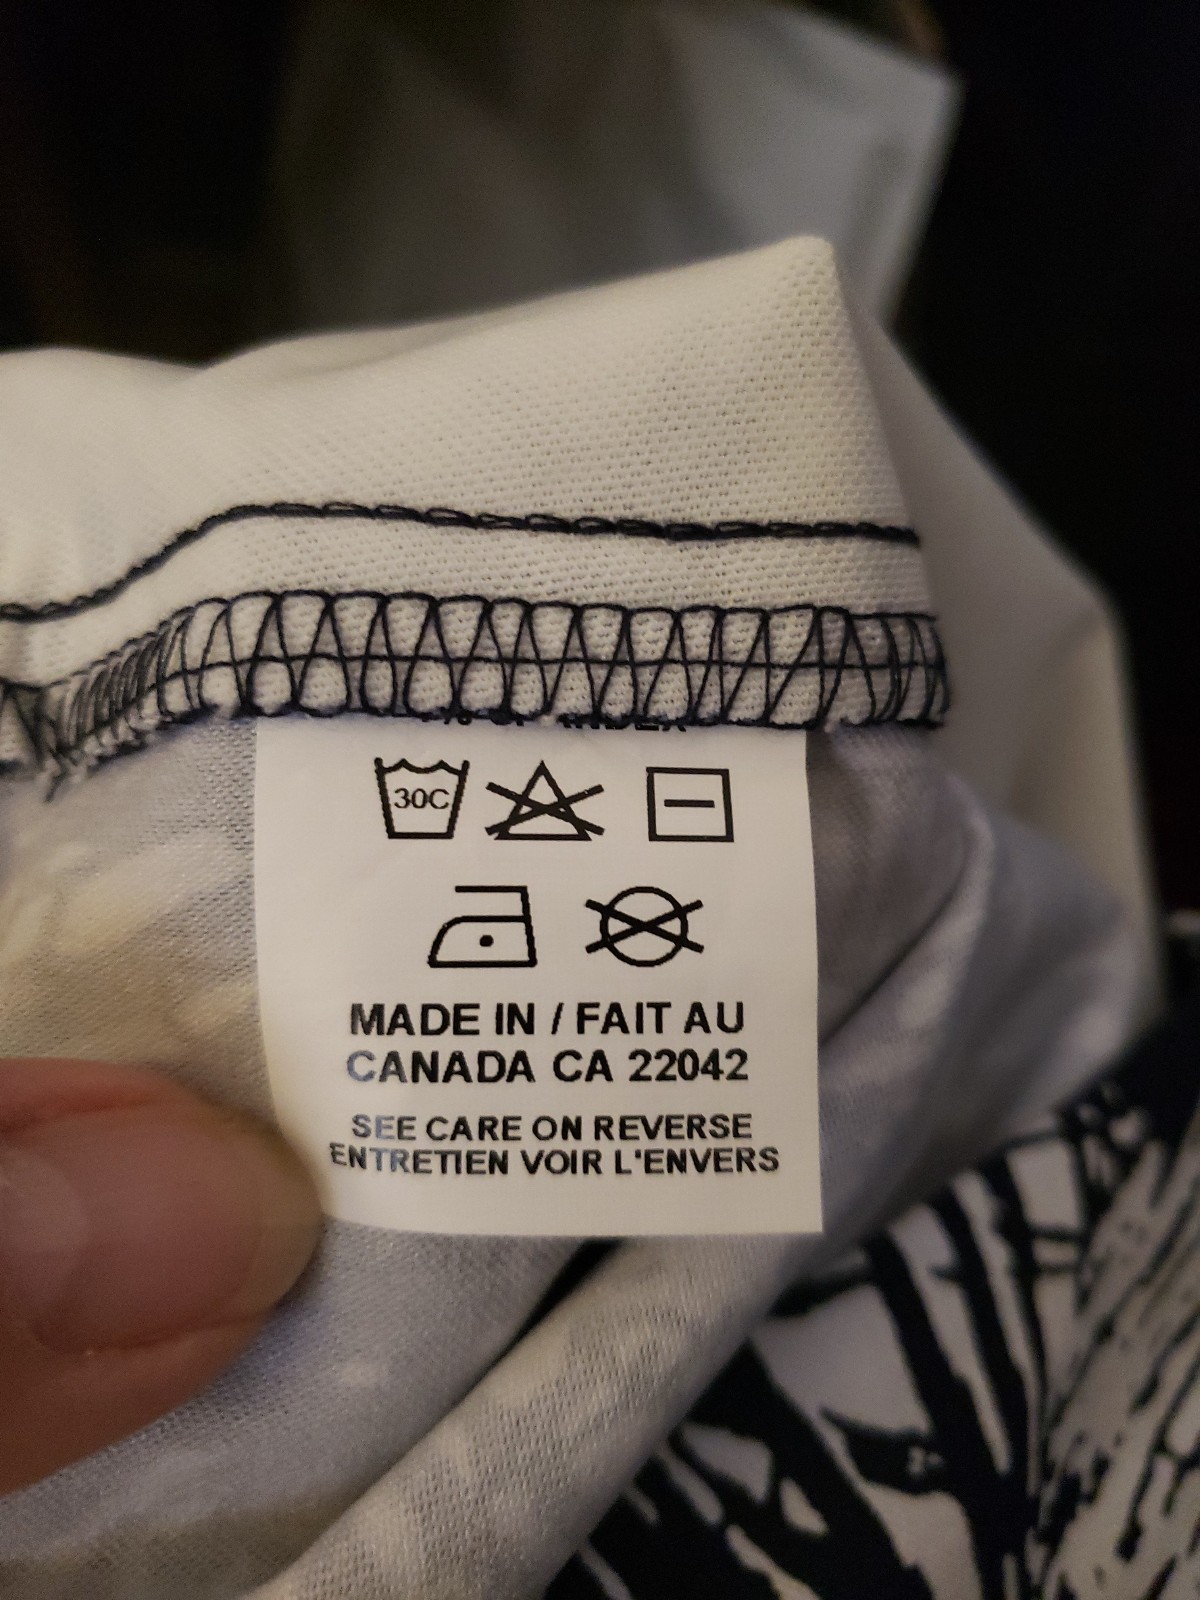 30C
MADE IN / FAIT AU
CANADA CA 22042
SEE CARE ON REVERSE
ENTRETIEN VOIR L'ENVERS